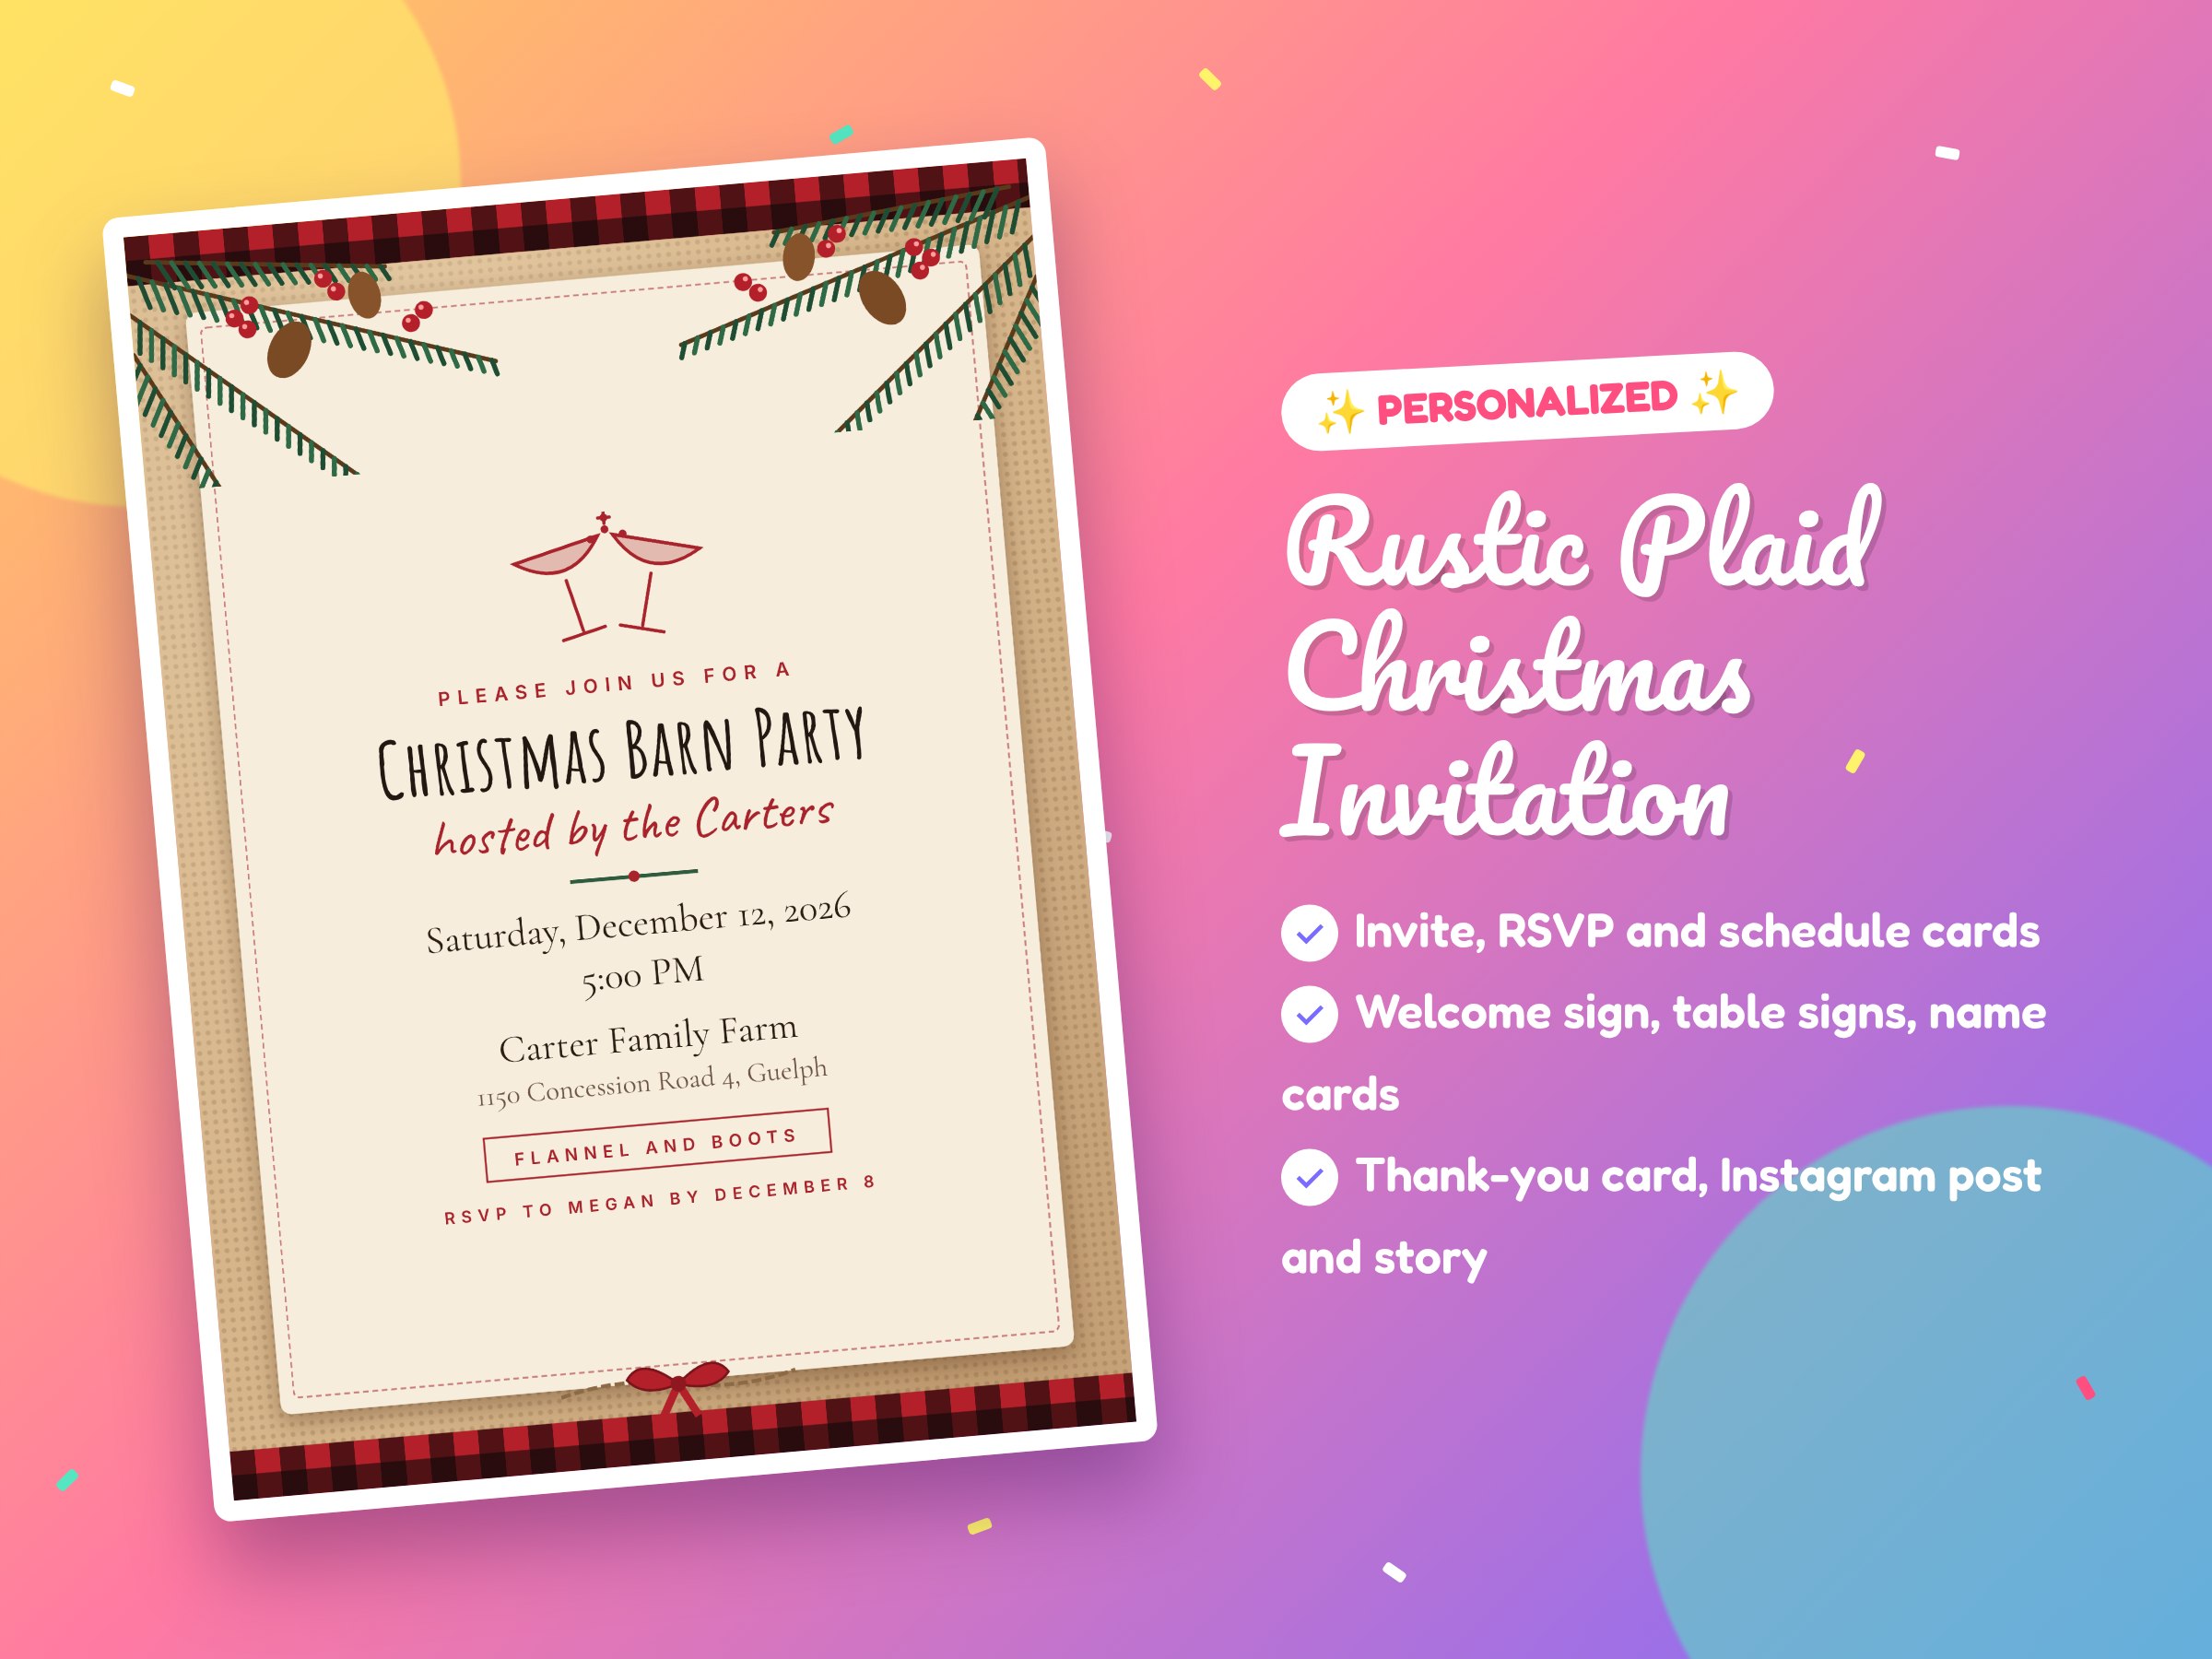 PLEASE JOIN US FOR A
Christmas Barn Party
hosted by the Carters
Saturday, December 12, 2026
5:00 PM
Carter Family Farm
1150 Concession Road 4, Guelph
FLANNEL AND BOOTS
RSVP TO MEGAN BY DECEMBER 8
✨ PERSONALIZED ✨
Rustic Plaid
Christmas
Invitation
Invite, RSVP and schedule cards
Welcome sign, table signs, name
cards
Thank-you card, Instagram post
and story